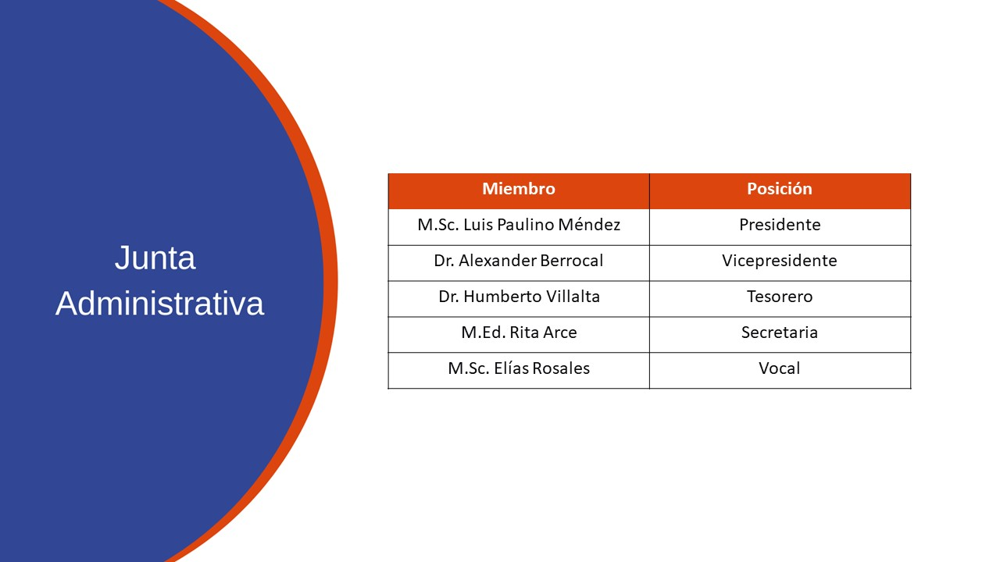 Junta
Administrativa
Miembro Posición
M.Sc. Luis Paulino Méndez Presidente
Dr. Alexander Berrocal Vicepresidente
Dr. Humberto Villalta Tesorero
M.Ed. Rita Arce Secretaria
M.Sc. Elías Rosales Vocal